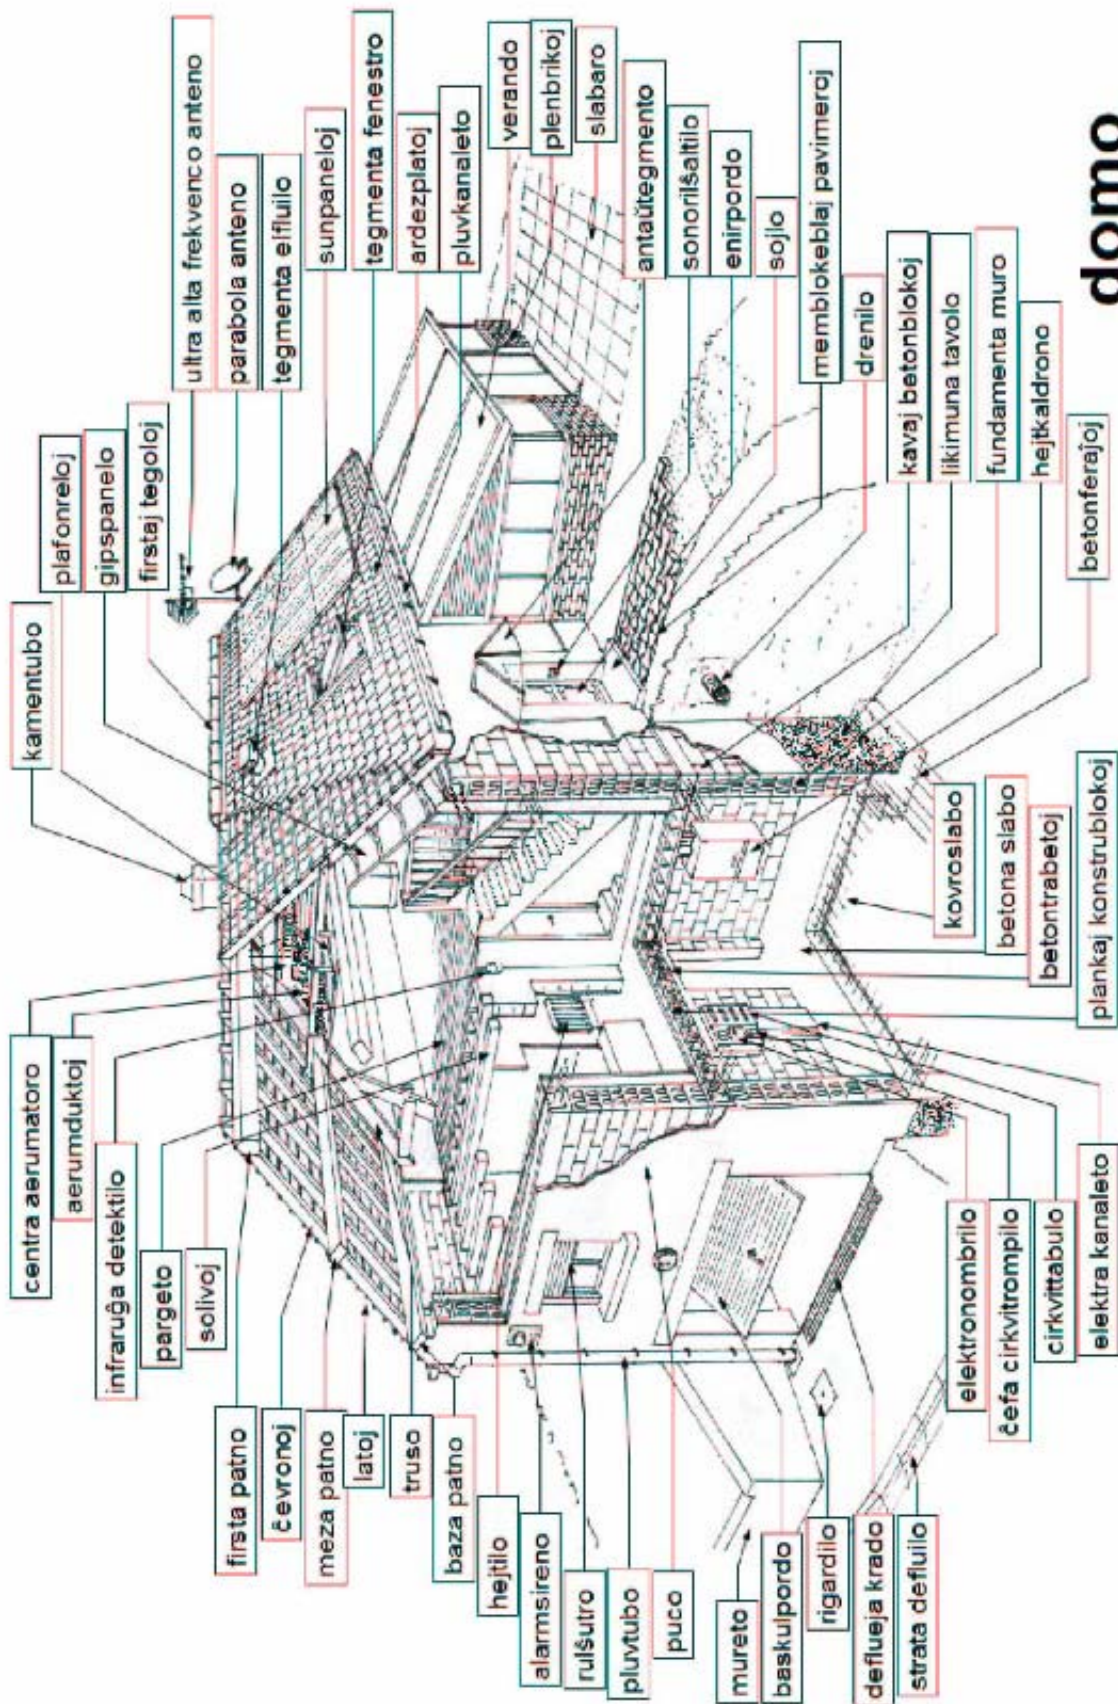 kamentubo
plafonreloj
gipspanelo
firstaj tegoloj
ultra alta frekvenco anteno
parabola anteno
tegmenta elfluilo
sunpaneloj
tegmenta fenestro
ardezplatoj
pluvkanaleto
verando
plenbrikoj
slabaro
antaŭtegmento
sonorilŝaltilo
enirpordo
sojlo
memblokeblaj pavimeroj
drenilo
kavaj betonblokoj
likimuna tavolo
fundamenta muro
hejtkaldrono
betonferaĵoj
centra aerumatoro
aerumduktoj
infraruĝa detektilo
pargeto
solivoj
firsta patno
ĉevronoj
meza patno
latoj
truso
baza patno
hejtilo
alarmsireno
rulŝutro
pluvtubo
puco
mureto
baskulpordo
rigardilo
deflueja krado
strata defluilo
kovroslabo
betona slabo
betontrabetoj
plankaj konstrublokoj
elektronombrilo
ĉefa cirkvitrompilo
cirkvittabulo
elektra kanaleto
domo